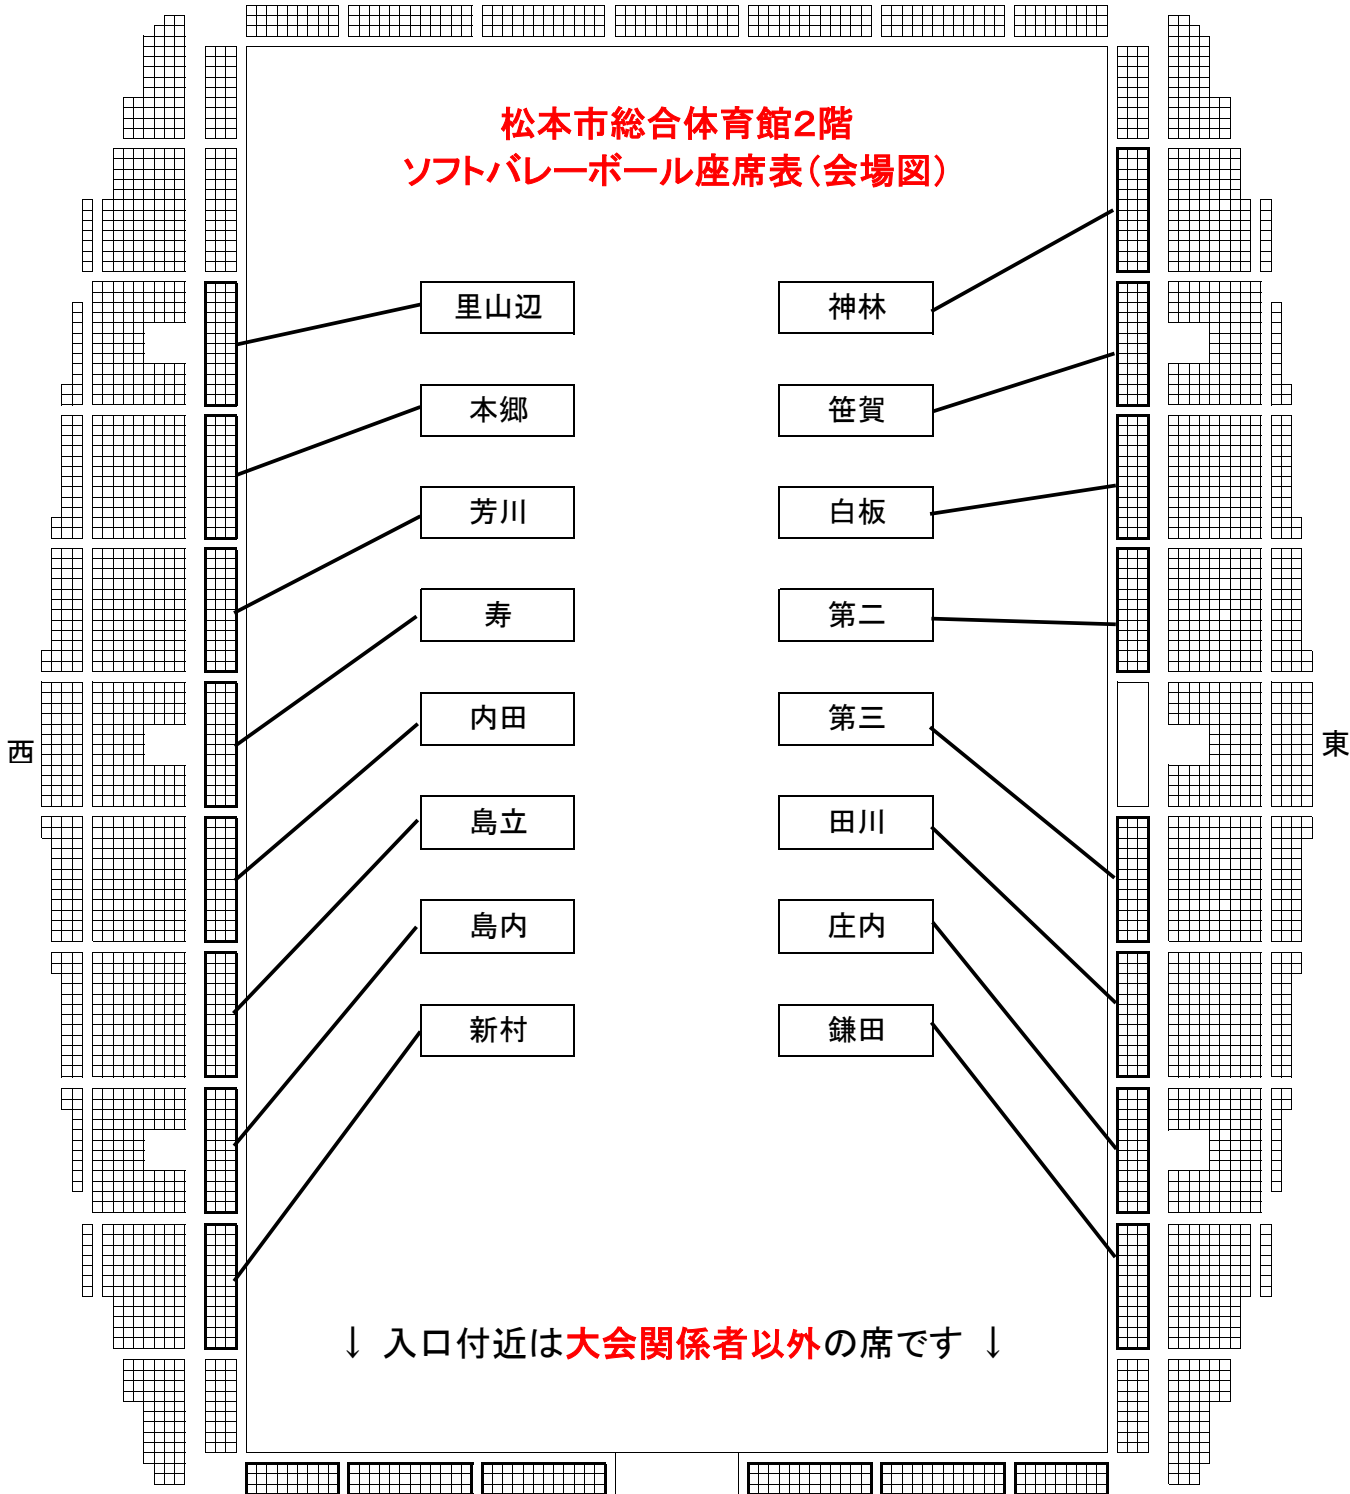 松本市総合体育館2階
ソフトバレーボール座席表(会場図)
里山辺
神林
本郷
笹賀
芳川
白板
寿
第二
内田
第三
西
東
島立
田川
島内
庄内
新村
鎌田
↓ 入口付近は大会関係者以外の席です ↓